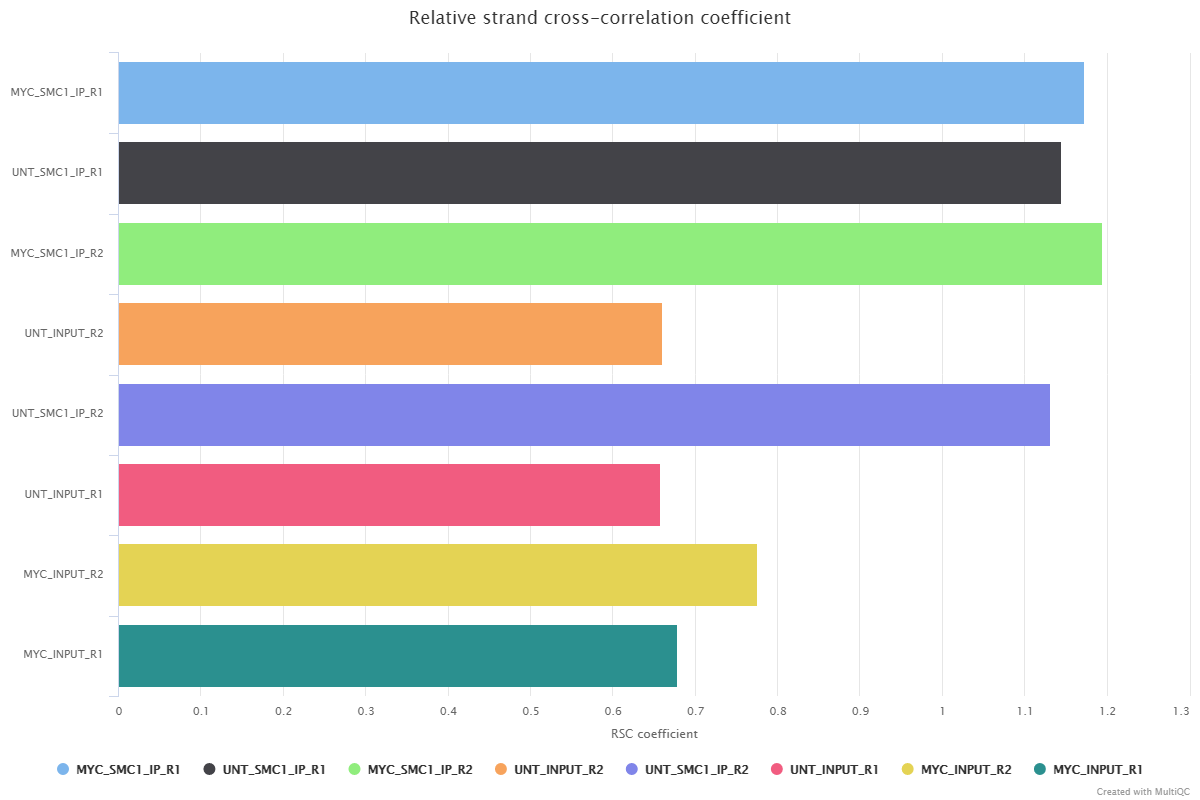 Relative strand cross-correlation coefficient
MYC_SMC1_IP_R1
UNT_SMC1_IP_R1
MYC_SMC1_IP_R2
UNT_INPUT_R2
UNT_SMC1_IP_R2
UNT_INPUT_R1
MYC_INPUT_R2
MYC_INPUT_R1
0 0.1 0.2 0.3 0.4 0.5 0.6 0.7 0.8 0.9 1 1.1 1.2 1.3
RSC coefficient
MYC_SMC1_IP_R1 UNT_SMC1_IP_R1 MYC_SMC1_IP_R2 UNT_INPUT_R2 UNT_SMC1_IP_R2 UNT_INPUT_R1 MYC_INPUT_R2 MYC_INPUT_R1
Created with MultiQC